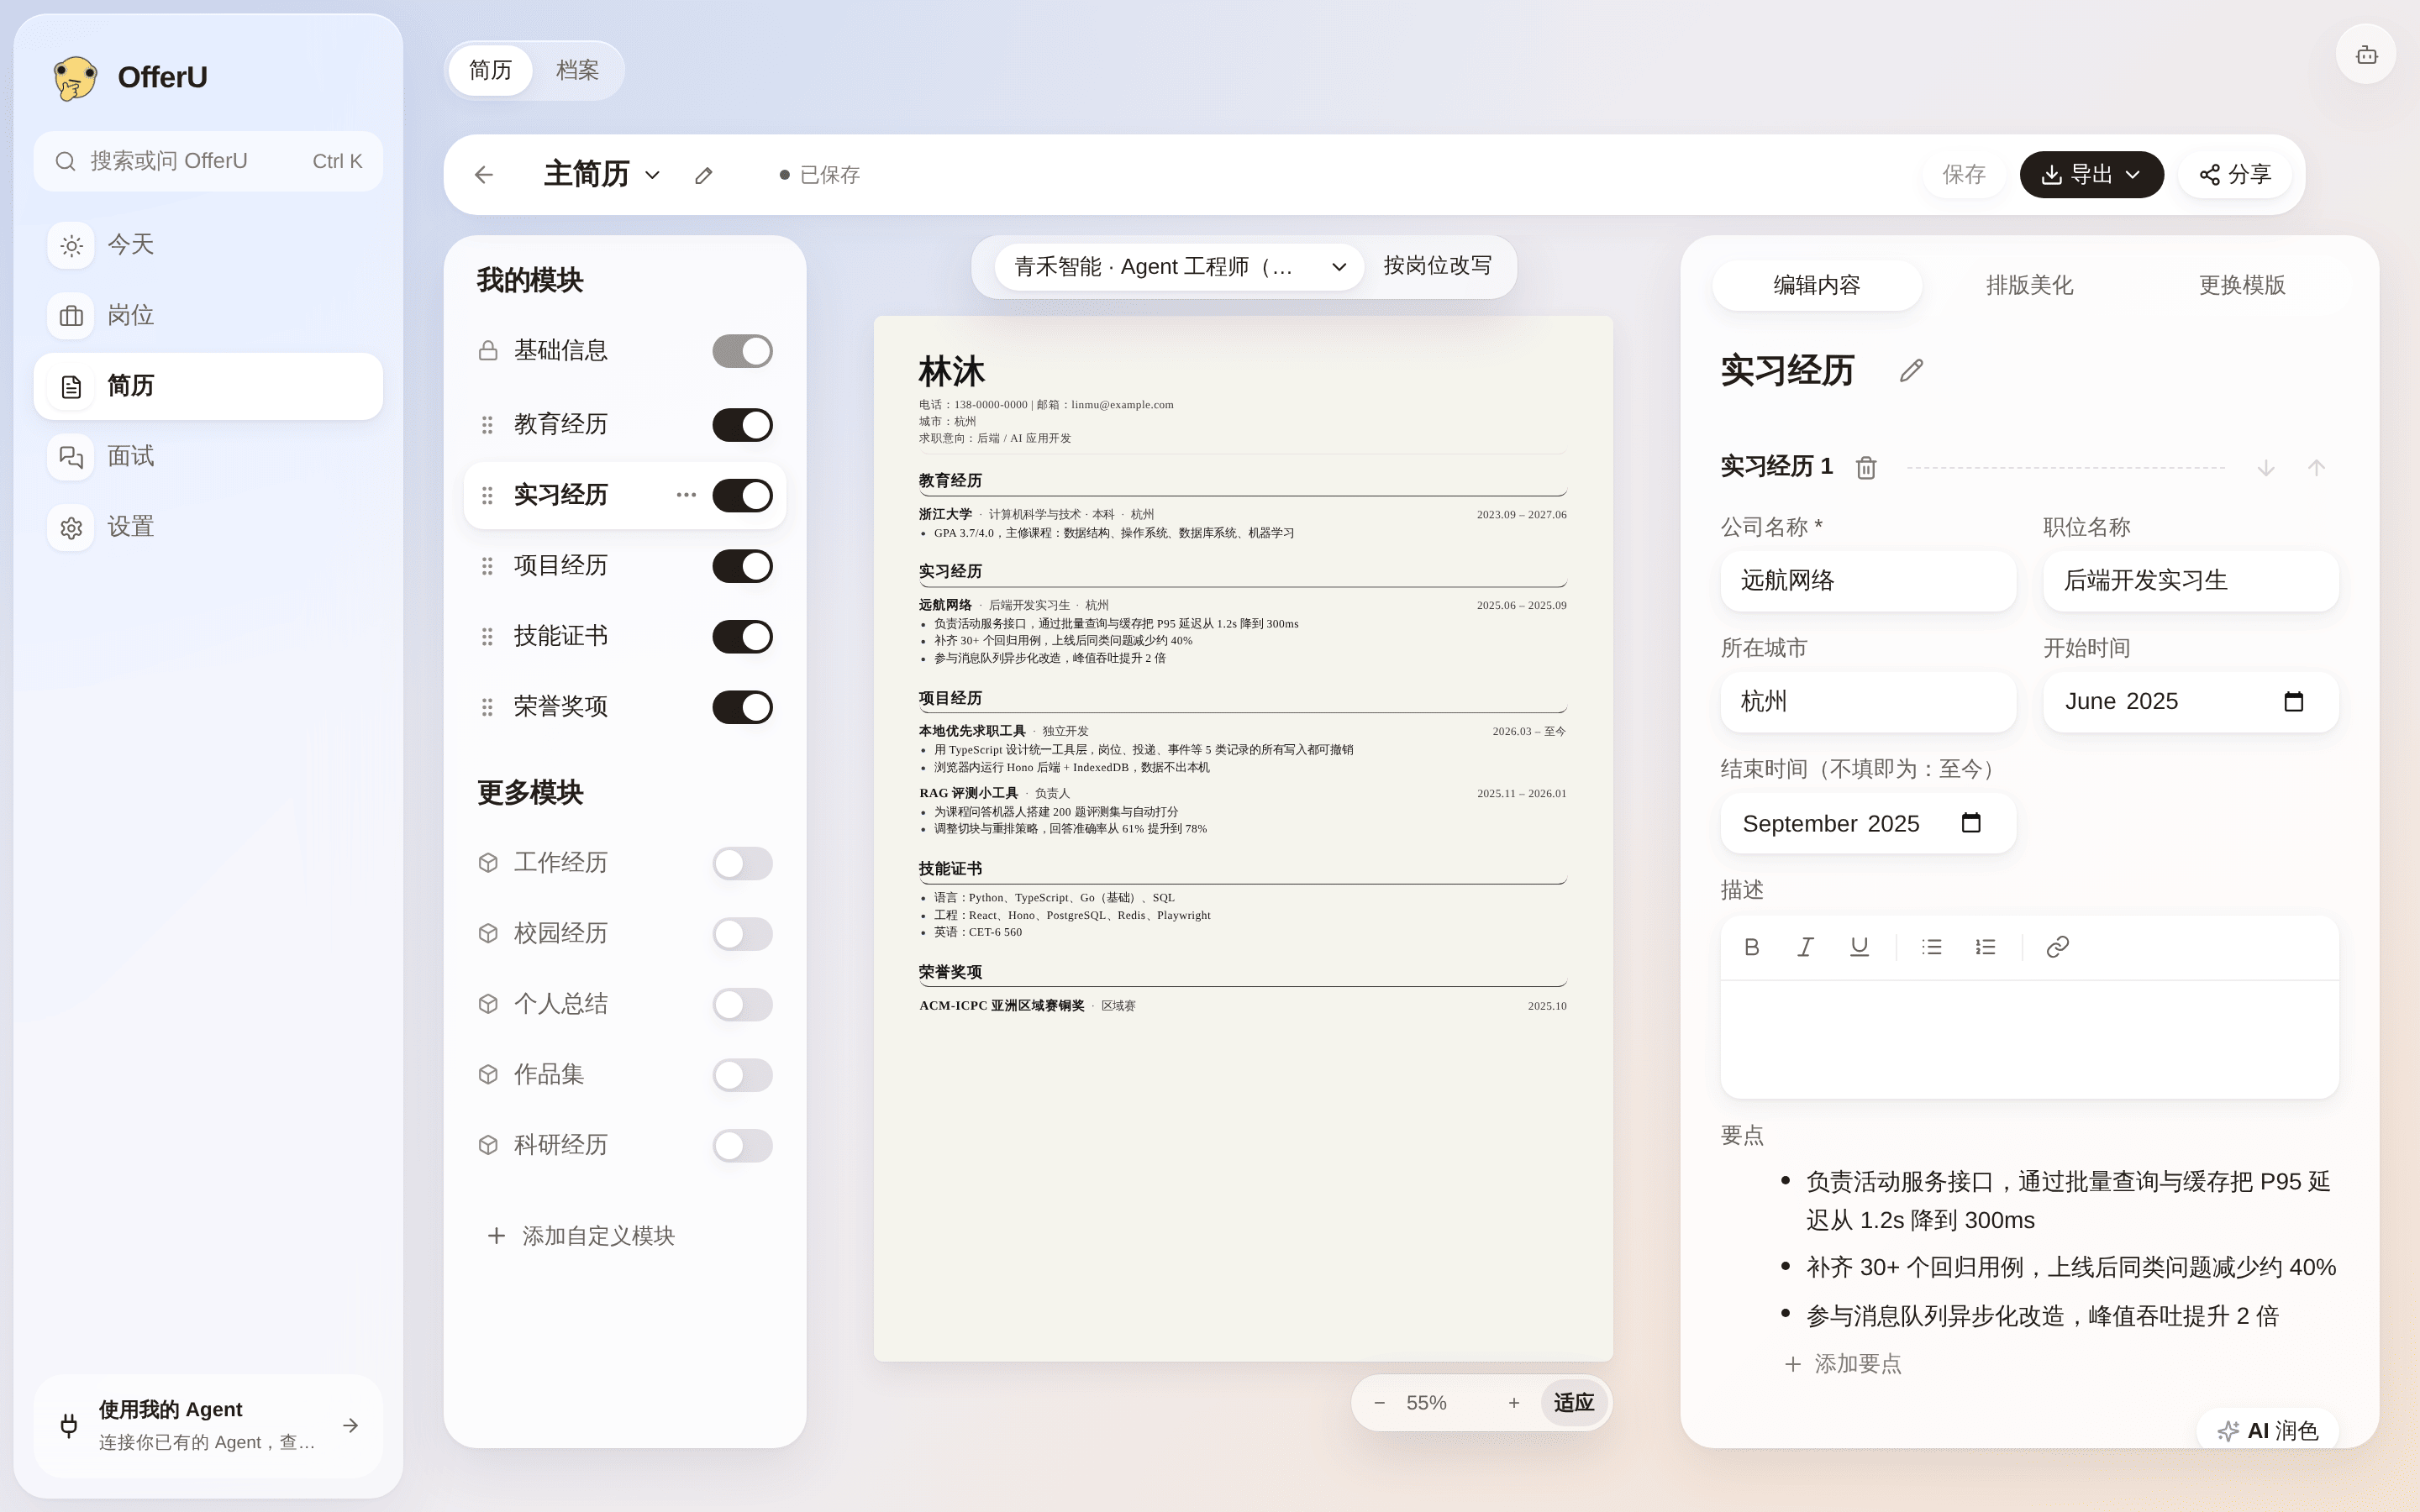 OfferU
搜索或问 OfferU
Ctrl K
今天
岗位
简历
面试
设置
使用我的 Agent
连接你已有的 Agent，查…
简历
档案
主简历
已保存
保存
导出
分享
我的模块
基础信息
教育经历
实习经历
项目经历
技能证书
荣誉奖项
更多模块
工作经历
校园经历
个人总结
作品集
科研经历
添加自定义模块
青禾智能 · Agent 工程师（…
按岗位改写
林沐
电话：138-0000-0000 | 邮箱：linmu@example.com
城市：杭州
求职意向：后端 / AI 应用开发
教育经历
浙江大学 · 计算机科学与技术 · 本科 · 杭州 2023.09 – 2027.06
• GPA 3.7/4.0，主修课程：数据结构、操作系统、数据库系统、机器学习
实习经历
远航网络 · 后端开发实习生 · 杭州 2025.06 – 2025.09
• 负责活动服务接口，通过批量查询与缓存把 P95 延迟从 1.2s 降到 300ms
• 补齐 30+ 个回归用例，上线后同类问题减少约 40%
• 参与消息队列异步化改造，峰值吞吐提升 2 倍
项目经历
本地优先求职工具 · 独立开发 2026.03 – 至今
• 用 TypeScript 设计统一工具层，岗位、投递、事件等 5 类记录的所有写入都可撤销
• 浏览器内运行 Hono 后端 + IndexedDB，数据不出本机
RAG 评测小工具 · 负责人 2025.11 – 2026.01
• 为课程问答机器人搭建 200 题评测集与自动打分
• 调整切块与重排策略，回答准确率从 61% 提升到 78%
技能证书
• 语言：Python、TypeScript、Go（基础）、SQL
• 工程：React、Hono、PostgreSQL、Redis、Playwright
• 英语：CET-6 560
荣誉奖项
ACM-ICPC 亚洲区域赛铜奖 · 区域赛 2025.10
− 55% + 适应
编辑内容
排版美化
更换模版
实习经历
实习经历 1
公司名称 *
职位名称
远航网络
后端开发实习生
所在城市
开始时间
杭州
June 2025
结束时间（不填即为：至今）
September 2025
描述
要点
• 负责活动服务接口，通过批量查询与缓存把 P95 延
迟从 1.2s 降到 300ms
• 补齐 30+ 个回归用例，上线后同类问题减少约 40%
• 参与消息队列异步化改造，峰值吞吐提升 2 倍
添加要点
AI 润色